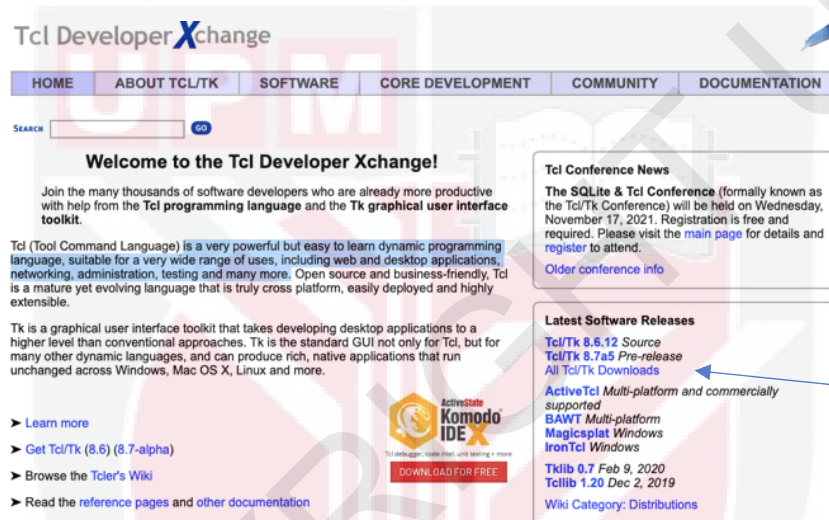 Tcl Developer Xchange
HOME ABOUT TCL/TK SOFTWARE CORE DEVELOPMENT COMMUNITY DOCUMENTATION
SEARCH GO
Welcome to the Tcl Developer Xchange!
Join the many thousands of software developers who are already more productive
with help from the Tcl programming language and the Tk graphical user interface
toolkit.
Tcl (Tool Command Language) is a very powerful but easy to learn dynamic programming
language, suitable for a very wide range of uses, including web and desktop applications,
networking, administration, testing and many more. Open source and business-friendly, Tcl
is a mature yet evolving language that is truly cross platform, easily deployed and highly
extensible.
Tk is a graphical user interface toolkit that takes developing desktop applications to a
higher level than conventional approaches. Tk is the standard GUI not only for Tcl, but for
many other dynamic languages, and can produce rich, native applications that run
unchanged across Windows, Mac OS X, Linux and more.
➤ Learn more
➤ Get Tcl/Tk (8.6) (8.7-alpha)
➤ Browse the Tcler's Wiki
➤ Read the reference pages and other documentation
ActiveState
Komodo
IDE X
Tcl debugger, code intel, unit testing + more
DOWNLOAD FOR FREE
Tcl Conference News
The SQLite & Tcl Conference (formally known as
the Tcl/Tk Conference) will be held on Wednesday,
November 17, 2021. Registration is free and
required. Please visit the main page for details and
register to attend.
Older conference info
Latest Software Releases
Tcl/Tk 8.6.12 Source
Tcl/Tk 8.7a5 Pre-release
All Tcl/Tk Downloads
ActiveTcl Multi-platform and commercially
supported
BAWT Multi-platform
Magicsplat Windows
IronTcl Windows
Tklib 0.7 Feb 9, 2020
Tcllib 1.20 Dec 2, 2019
Wiki Category: Distributions
UPM
RIGHT U